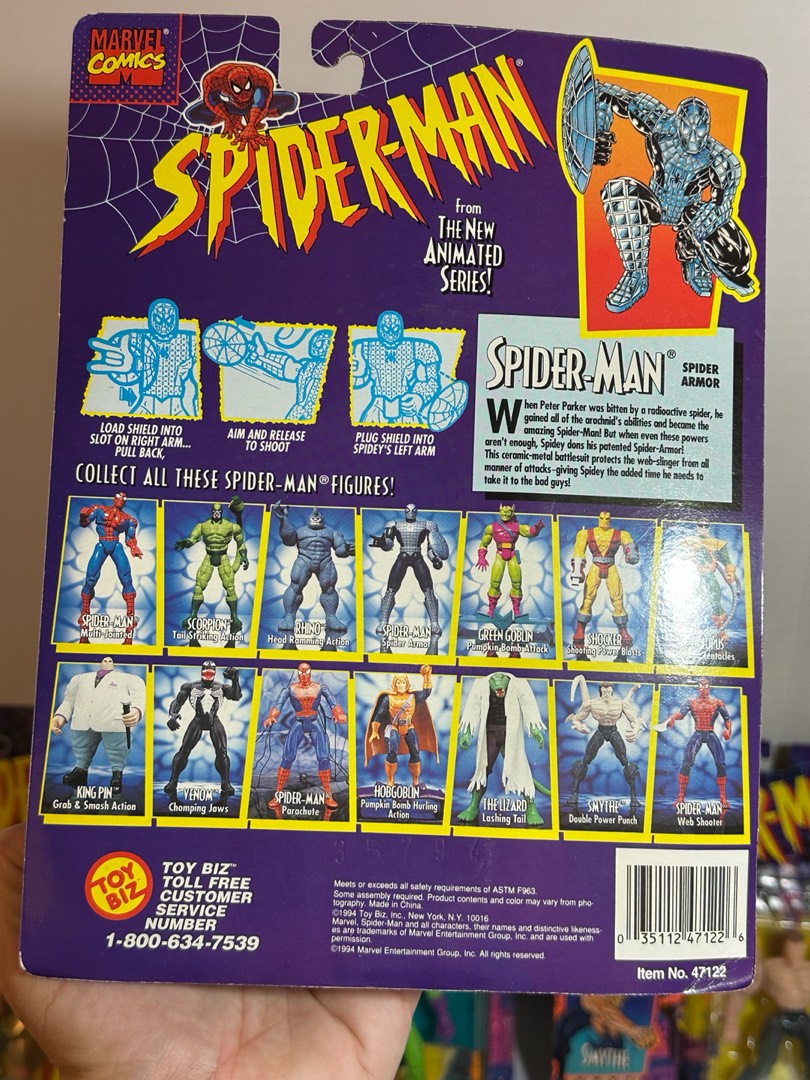 MARVEL®
COMICS
M
SPIDER-MAN®
from
THE NEW
ANIMATED
SERIES!
LOAD SHIELD INTO
SLOT ON RIGHT ARM...
PULL BACK,
AIM AND RELEASE
TO SHOOT
PLUG SHIELD INTO
SPIDEY'S LEFT ARM
SPIDER-MAN®
SPIDER
ARMOR
When Peter Parker was bitten by a radioactive spider, he
gained all of the arachnid's abilities and became the
amazing Spider-Man! But when even these powers
aren't enough, Spidey dons his patented Spider-Armor!
This ceramic-metal battlesuit protects the web-slinger from all
manner of attacks-giving Spidey the added time he needs to
take it to the bad guys!
COLLECT ALL THESE SPIDER-MAN® FIGURES!
SPIDER-MAN
Multi-Jointed
SCORPION
Tail Striking Action
RHINO
Head Ramming Action
SPIDER-MAN
Spider Armor
GREEN GOBLIN
Pumpkin Bomb Attack
SHOCKER
Shooting Power Blasts
KING PIN™
Grab & Smash Action
VENOM™
Chomping Jaws
SPIDER-MAN®
Parachute
HOBGOBLIN™
Pumpkin Bomb Hurling
Action
THE LIZARD
Lashing Tail
SMYTHE™
Double Power Punch
SPIDER-MAN®
Web Shooter
TOY
BIZ
TOY BIZ™
TOLL FREE
CUSTOMER
SERVICE
NUMBER
1-800-634-7539
Meets or exceeds all safety requirements of ASTM F963.
Some assembly required. Product contents and color may vary from pho-
tography. Made in China.
©1994 Toy Biz, Inc., New York, N.Y. 10016
Marvel, Spider-Man and all characters, their names and distinctive likeness-
es are trademarks of Marvel Entertainment Group, Inc. and are used with
permission.
©1994 Marvel Entertainment Group, Inc. All rights reserved.
0 35112 47122 6
Item No. 47122
SMYTHE